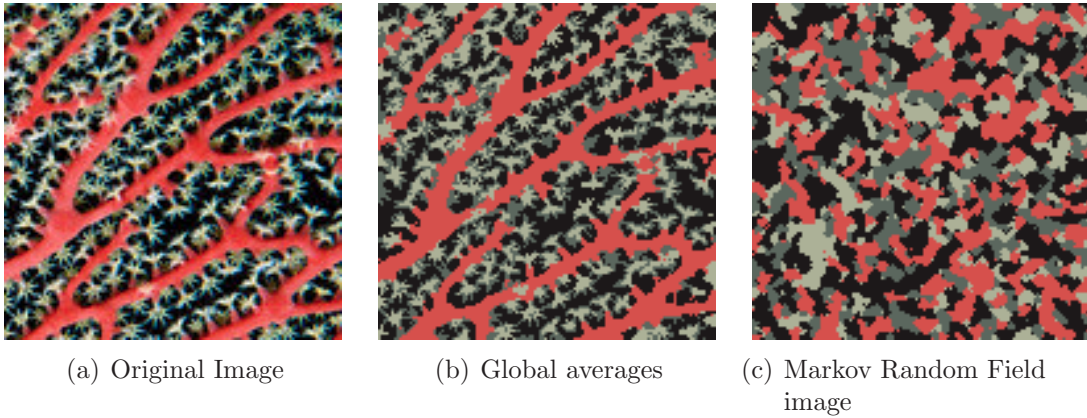 (a) Original Image
(b) Global averages
(c) Markov Random Field
image